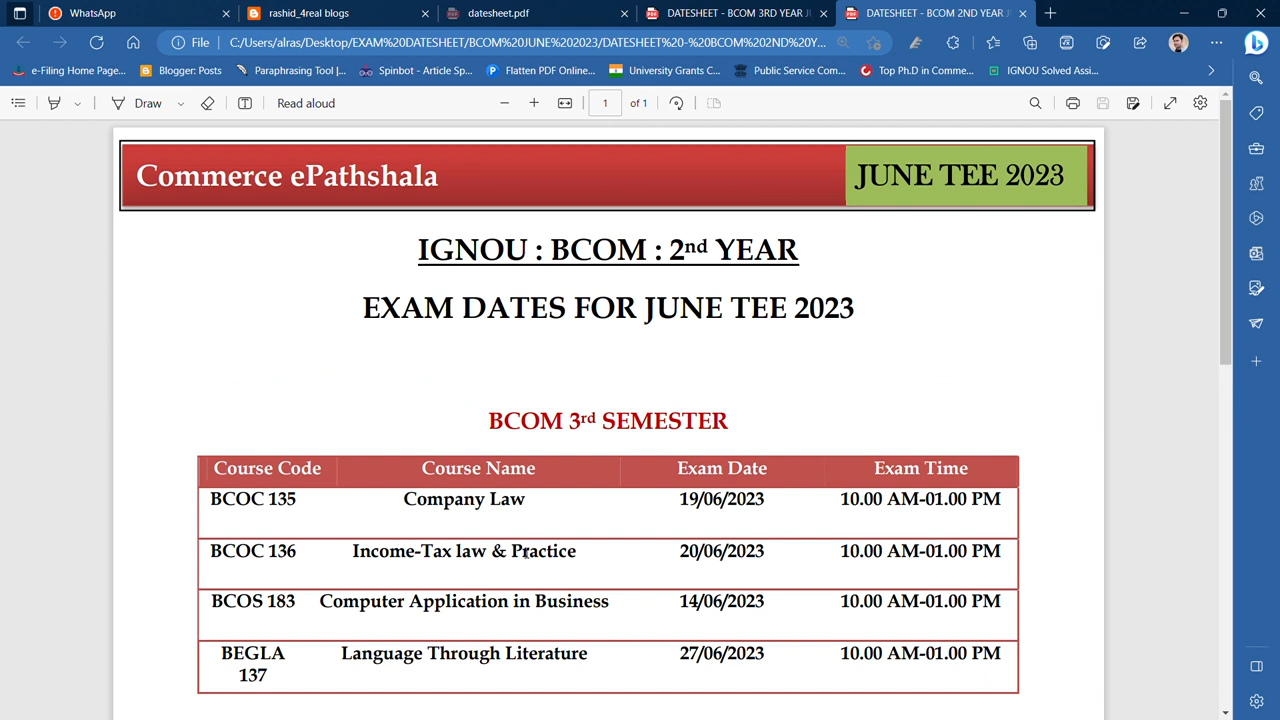 WhatsApp
rashid_4real blogs
datesheet.pdf
DATESHEET - BCOM 3RD YEAR J
DATESHEET - BCOM 2ND YEAR J
File
C:/Users/alras/Desktop/EXAM%20DATESHEET/BCOM%20JUNE%202023/DATESHEET%20-%20BCOM%202ND%20Y...
e-Filing Home Page...
Blogger: Posts
Paraphrasing Tool |...
Spinbot - Article Sp...
Flatten PDF Online...
University Grants C...
Public Service Com...
Top Ph.D in Comme...
IGNOU Solved Assi...
Draw
Read aloud
1 of 1
Commerce ePathshala
JUNE TEE 2023
IGNOU : BCOM : 2nd YEAR
EXAM DATES FOR JUNE TEE 2023
BCOM 3rd SEMESTER
Course Code Course Name Exam Date Exam Time
BCOC 135 Company Law 19/06/2023 10.00 AM-01.00 PM
BCOC 136 Income-Tax law & Practice 20/06/2023 10.00 AM-01.00 PM
BCOS 183 Computer Application in Business 14/06/2023 10.00 AM-01.00 PM
BEGLA Language Through Literature 27/06/2023 10.00 AM-01.00 PM
137